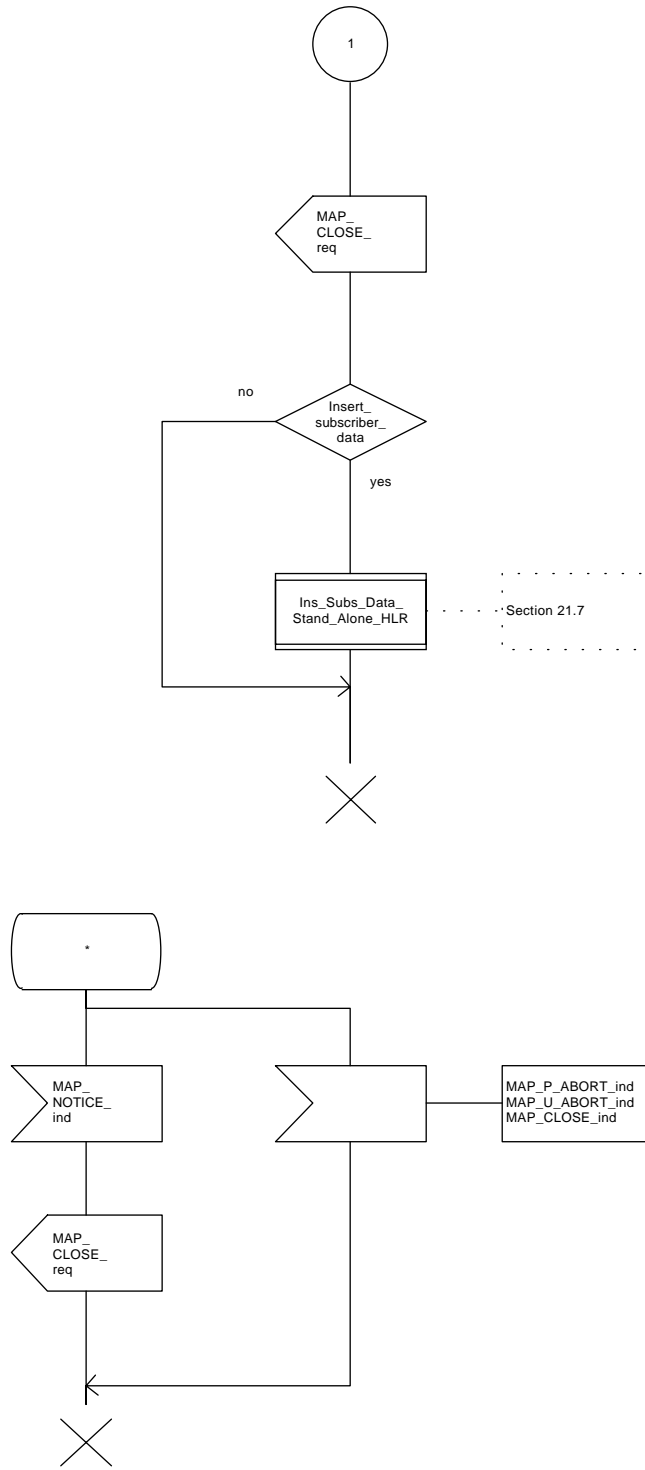 1
MAP_
CLOSE_
req
no
Insert_
subscriber_
data
yes
Ins_Subs_Data_
Stand_Alone_HLR
Section 21.7
*
MAP_
NOTICE_
ind
MAP_P_ABORT_ind
MAP_U_ABORT_ind
MAP_CLOSE_ind
MAP_
CLOSE_
req